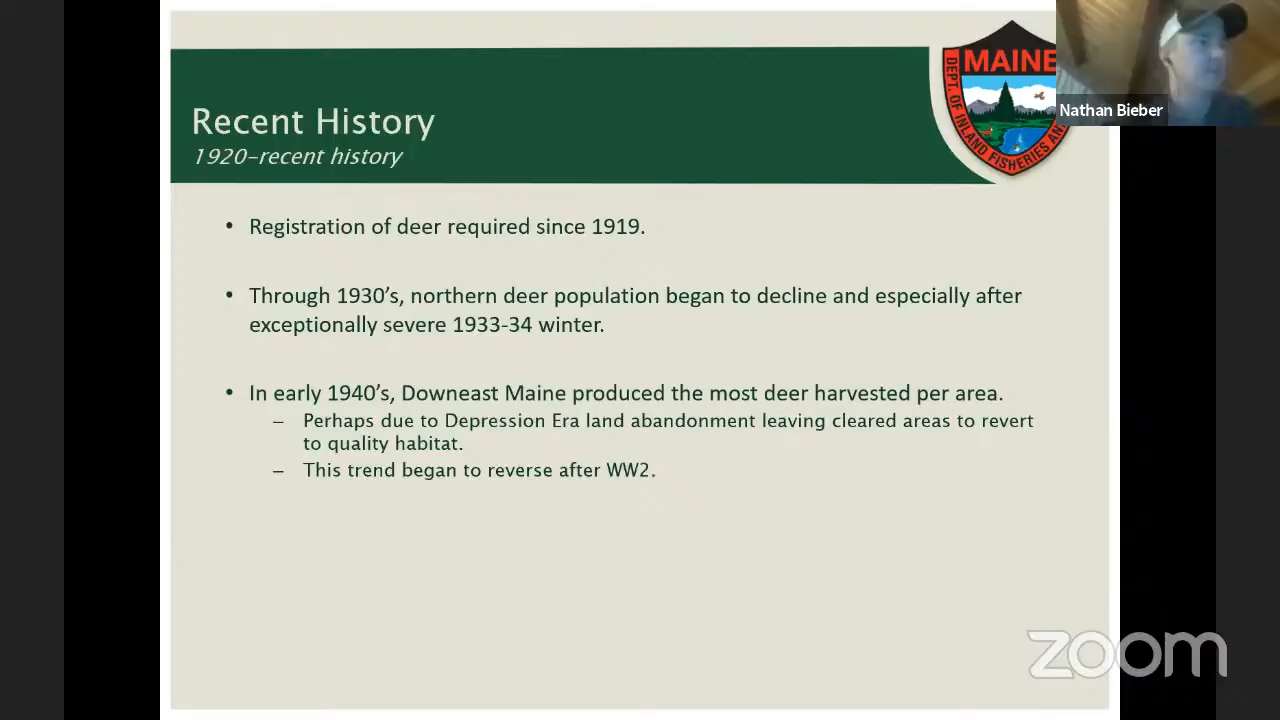 Recent History
1920-recent history
MAINE
DEPT. OF INLAND FISHERIES AN
Nathan Bieber
• Registration of deer required since 1919.
• Through 1930's, northern deer population began to decline and especially after
exceptionally severe 1933-34 winter.
• In early 1940's, Downeast Maine produced the most deer harvested per area.
– Perhaps due to Depression Era land abandonment leaving cleared areas to revert
to quality habitat.
– This trend began to reverse after WW2.
zoom